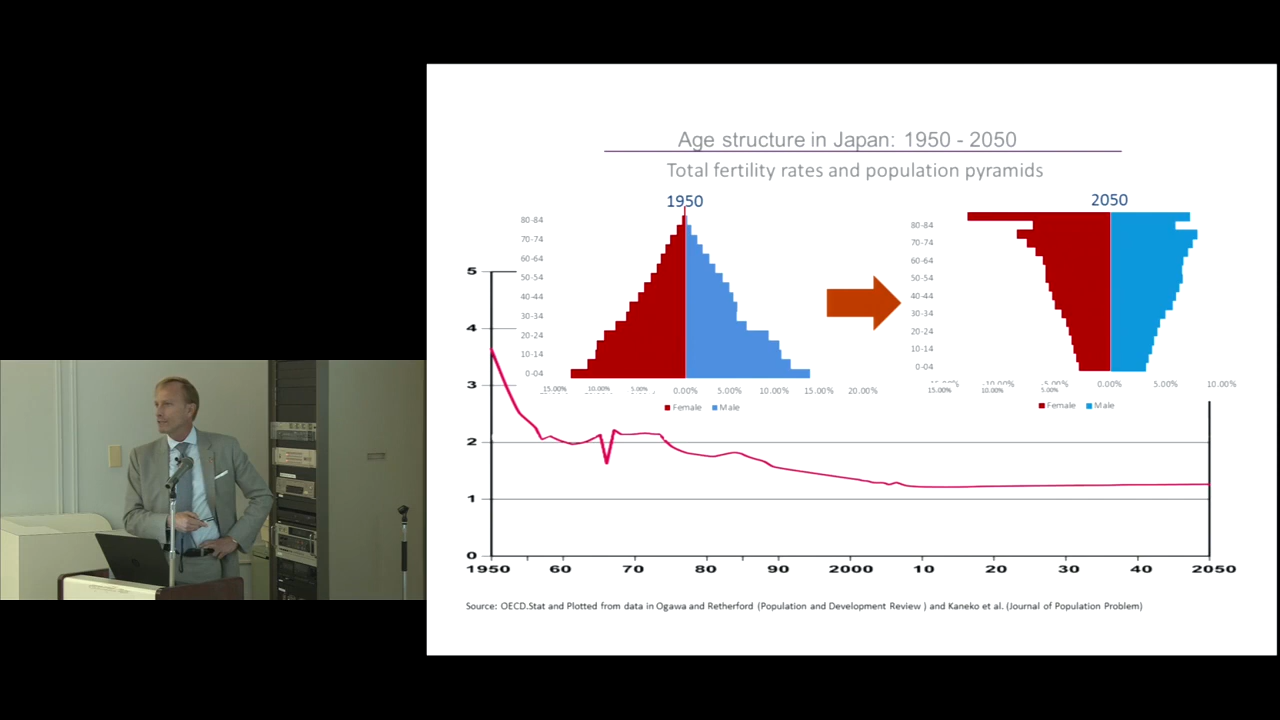 Age structure in Japan: 1950 - 2050
Total fertility rates and population pyramids
1950
80-84
70-74
60-64
50-54
40-44
30-34
20-24
10-14
0-04
15.00% 10.00% 5.00% 0.00% 5.00% 10.00% 15.00% 20.00%
Female Male
2050
80-84
70-74
60-64
50-54
40-44
30-34
20-24
10-14
0-04
0.00% 5.00% 10.00%
15.00% 10.00% 5.00%
Female Male
5
4
3
2
1
0
1950 60 70 80 90 2000 10 20 30 40 2050
Source: OECD.Stat and Plotted from data in Ogawa and Retherford (Population and Development Review ) and Kaneko et al. (Journal of Population Problem)